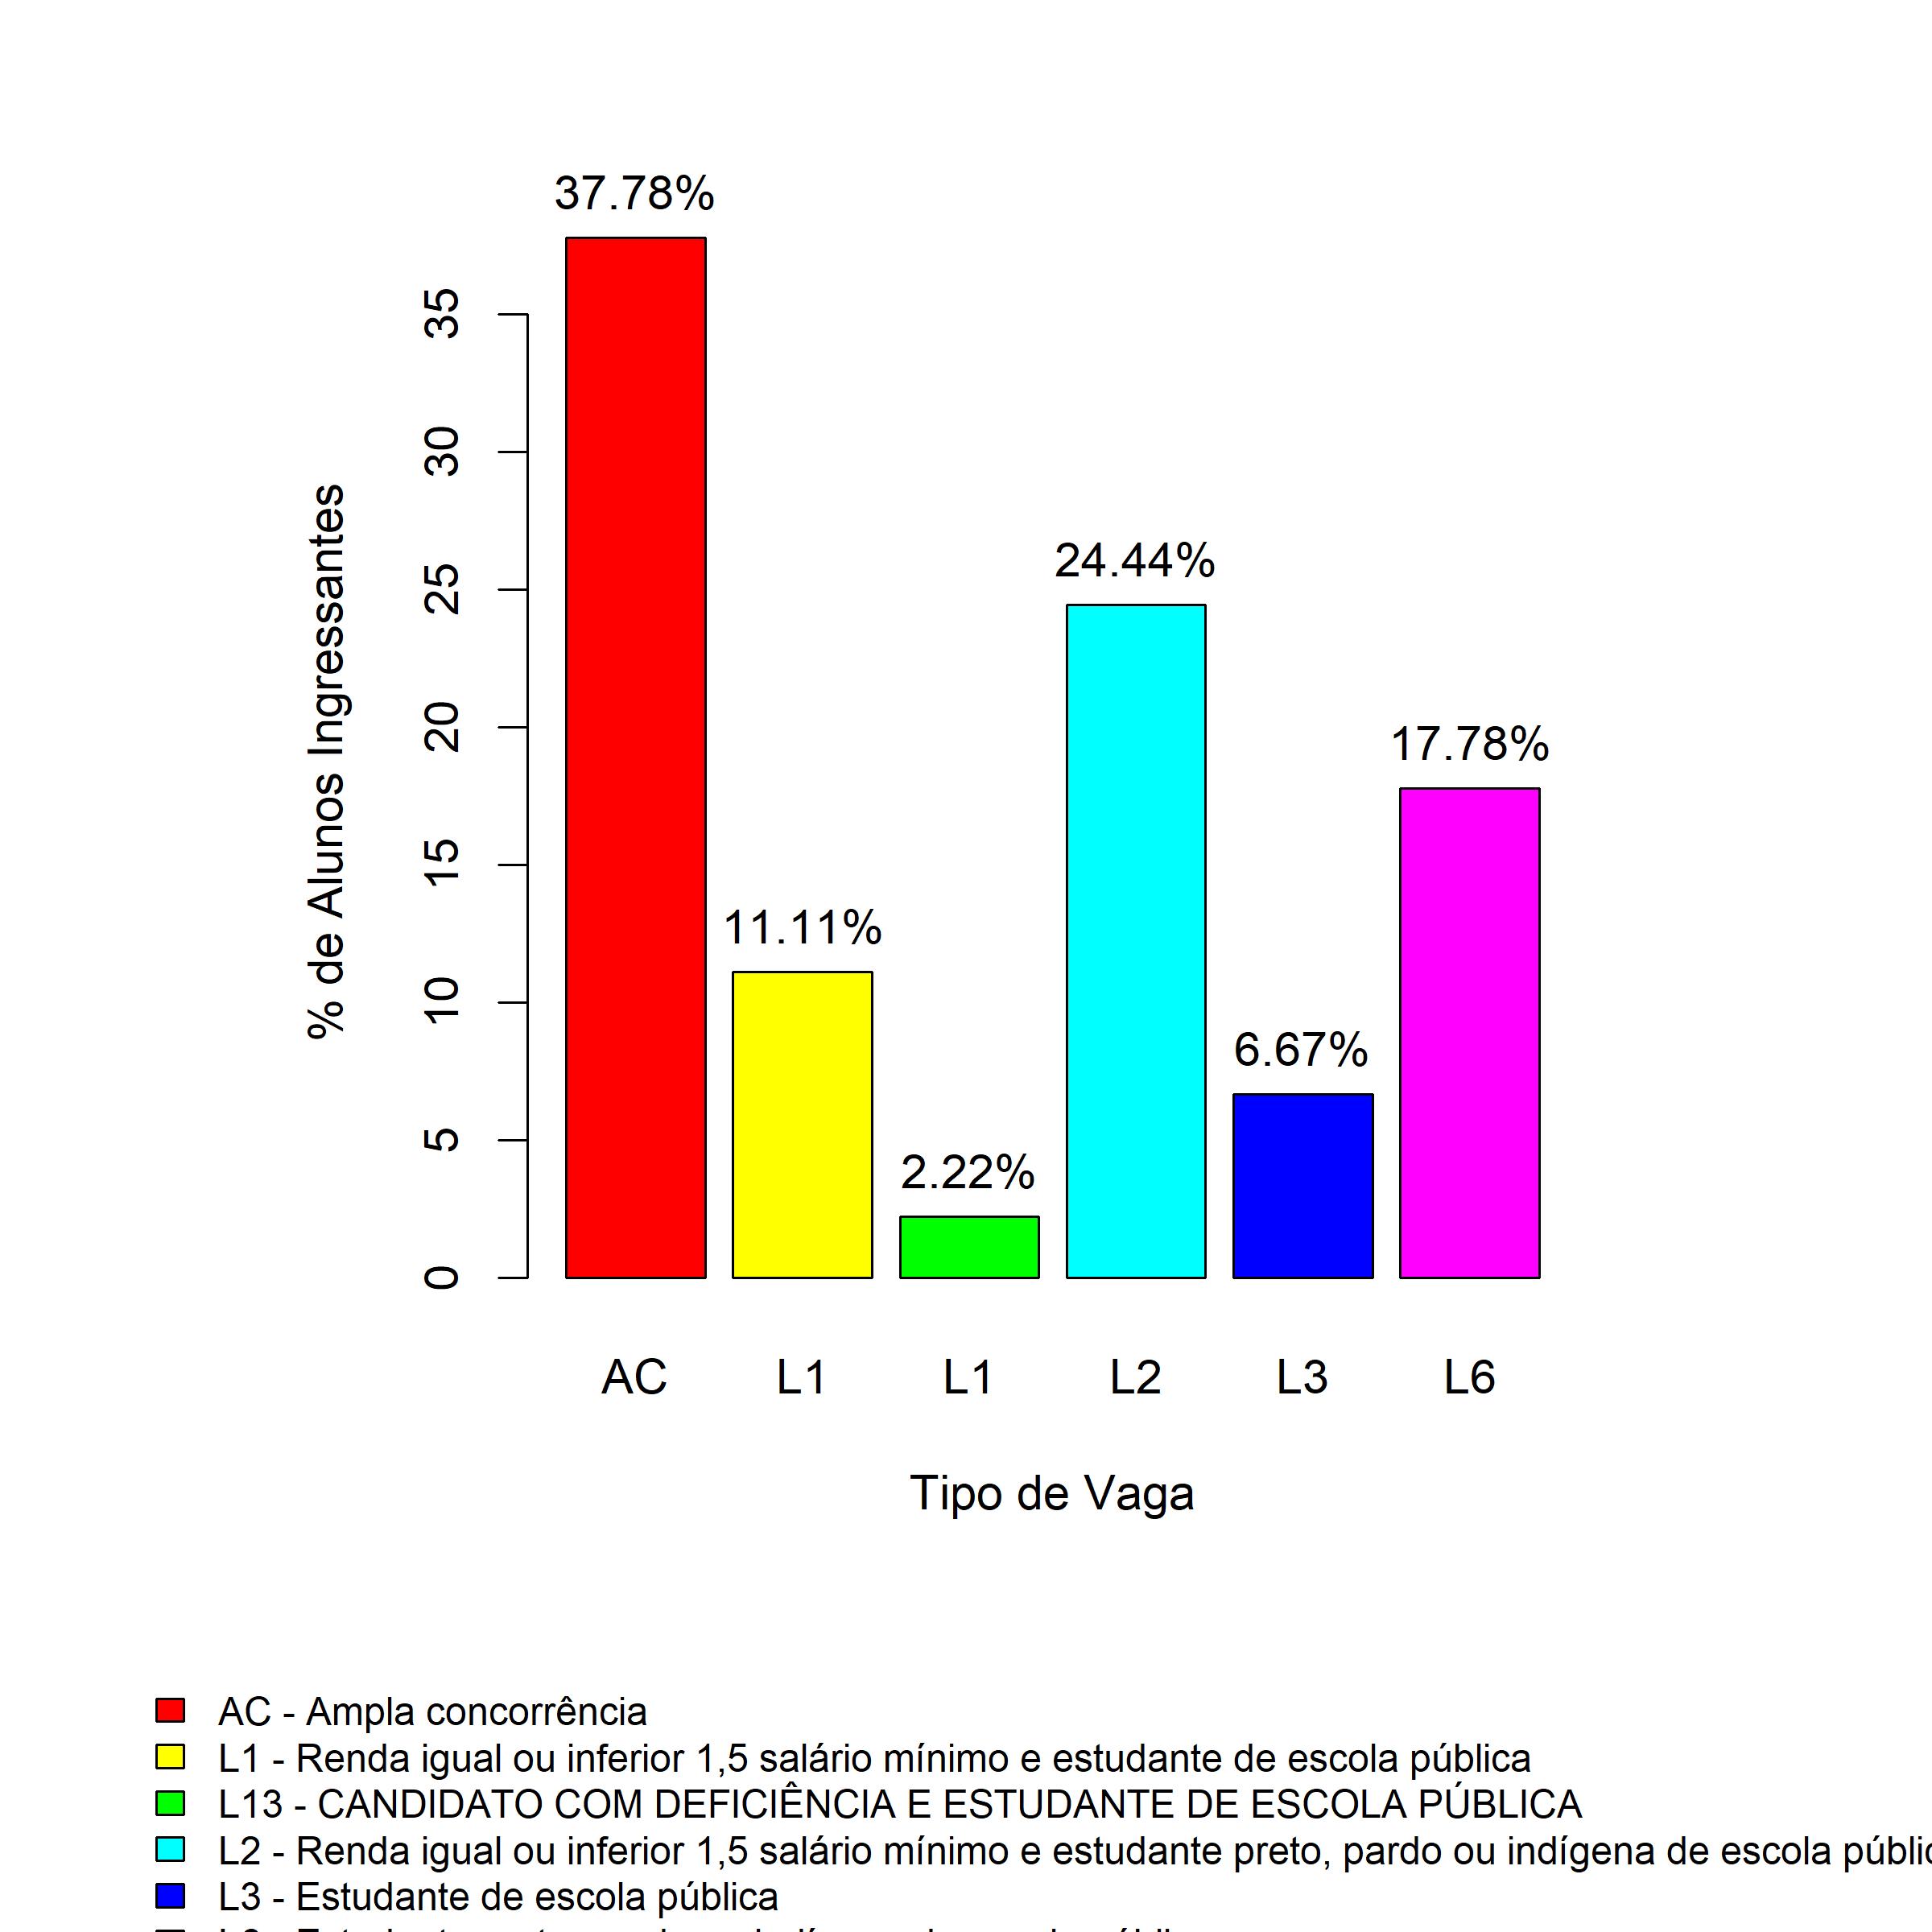 37.78%
24.44%
17.78%
11.11%
6.67%
2.22%
% de Alunos Ingressantes
35
30
25
20
15
10
5
0
AC L1 L1 L2 L3 L6
Tipo de Vaga
AC - Ampla concorrência
L1 - Renda igual ou inferior 1,5 salário mínimo e estudante de escola pública
L13 - CANDIDATO COM DEFICIÊNCIA E ESTUDANTE DE ESCOLA PÚBLICA
L2 - Renda igual ou inferior 1,5 salário mínimo e estudante preto, pardo ou indígena de escola públic
L3 - Estudante de escola pública